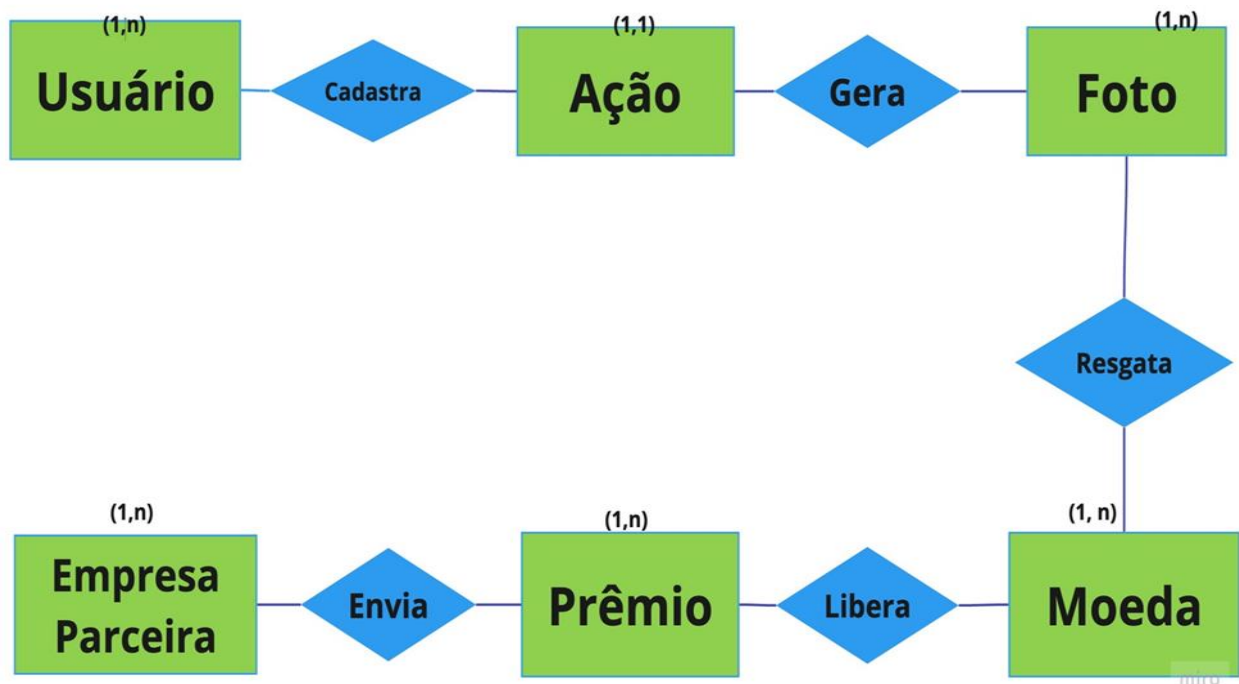 (1,n)
Usuário
Cadastra
(1,1)
Ação
Gera
(1,n)
Foto
Resgata
(1,n)
Empresa
Parceira
Envia
(1,n)
Prêmio
Libera
(1, n)
Moeda
miro